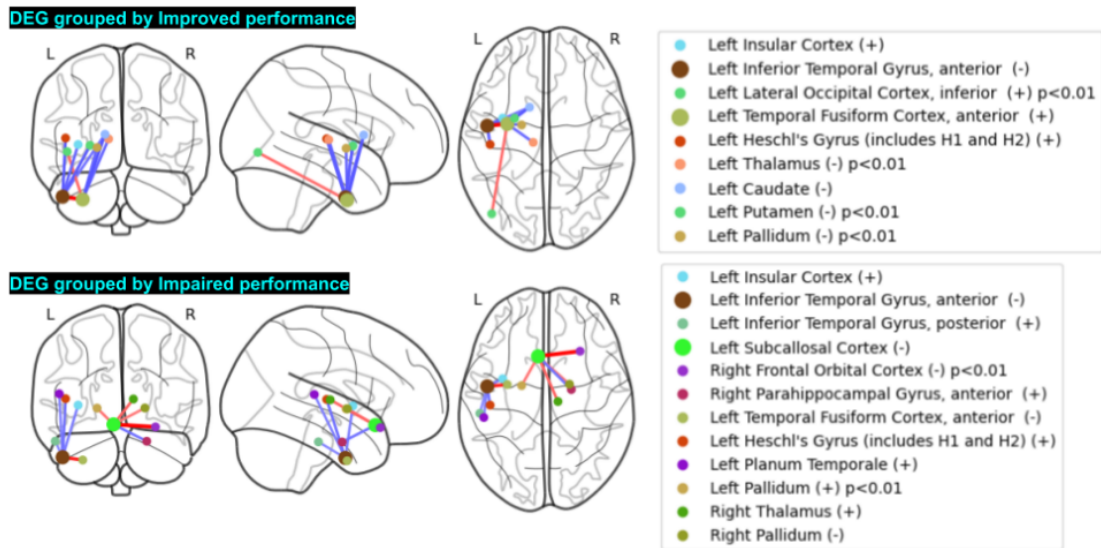 DEG grouped by Improved performance
L R
L R
Left Insular Cortex (+)
Left Inferior Temporal Gyrus, anterior (-)
Left Lateral Occipital Cortex, inferior (+) p<0.01
Left Temporal Fusiform Cortex, anterior (+)
Left Heschl's Gyrus (includes H1 and H2) (+)
Left Thalamus (-) p<0.01
Left Caudate (-)
Left Putamen (-) p<0.01
Left Pallidum (-) p<0.01
DEG grouped by Impaired performance
L R
L R
Left Insular Cortex (+)
Left Inferior Temporal Gyrus, anterior (-)
Left Inferior Temporal Gyrus, posterior (+)
Left Subcallosal Cortex (-)
Right Frontal Orbital Cortex (-) p<0.01
Right Parahippocampal Gyrus, anterior (+)
Left Temporal Fusiform Cortex, anterior (-)
Left Heschl's Gyrus (includes H1 and H2) (+)
Left Planum Temporale (+)
Left Pallidum (+) p<0.01
Right Thalamus (+)
Right Pallidum (-)